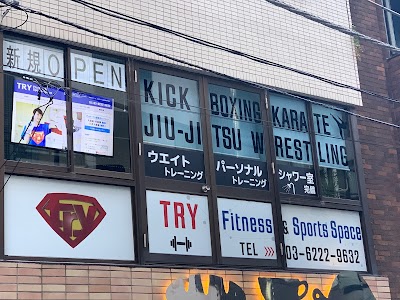 新規OPEN
TRY
KICK BOXING KARATE
JIU-JITSU WRESTLING
ウエイト
トレーニング
パーソナル
トレーニング
シャワー室
完備
TRY
TRY
Fitness & Sports Space
TEL 03-6222-9632